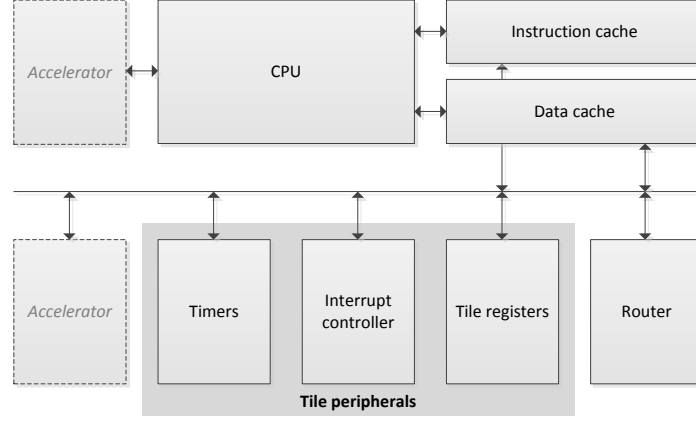 Accelerator
CPU
Instruction cache
Data cache
Accelerator
Timers
Interrupt
controller
Tile registers
Router
Tile peripherals